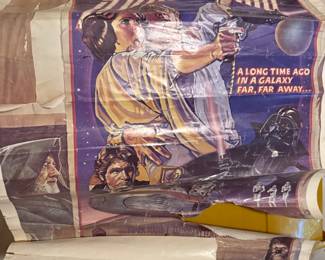 A LONG TIME AGO
IN A GALAXY
FAR, FAR AWAY...